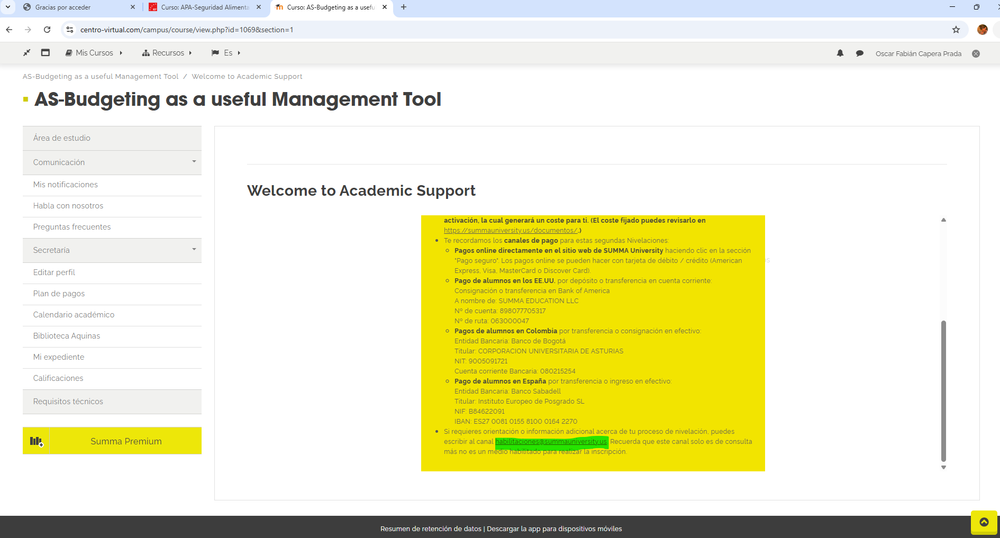 Gracias por acceder
Curso: APA-Seguridad Alimenta
Curso: AS-Budgeting as a usefu
centro-virtual.com/campus/course/view.php?id=1069&section=1
Mis Cursos
Recursos
Es
Oscar Fabián Capera Prada
AS-Budgeting as a useful Management Tool / Welcome to Academic Support
AS-Budgeting as a useful Management Tool
Área de estudio
Comunicación
Mis notificaciones
Habla con nosotros
Preguntas frecuentes
Secretaría
Editar perfil
Plan de pagos
Calendario académico
Biblioteca Aquinas
Mi expediente
Calificaciones
Requisitos técnicos
Summa Premium
Welcome to Academic Support
activación, la cual generará un coste para ti. (El coste fijado puedes revisarlo en
https://summauniversity.us/documentos/.)
Te recordamos los canales de pago para estas segundas Nivelaciones:
Pagos online directamente en el sitio web de SUMMA University haciendo clic en la sección
"Pago seguro". Los pagos online se pueden hacer con tarjeta de débito / crédito (American
Express, Visa, MasterCard o Discover Card).
Pago de alumnos en los EE.UU. por depósito o transferencia en cuenta corriente:
Consignación o transferencia en Bank of America
A nombre de: SUMMA EDUCATION LLC
Nº de cuenta: 898077705317
Nº de ruta: 063000047
Pagos de alumnos en Colombia por transferencia o consignación en efectivo:
Entidad Bancaria: Banco de Bogotá
Titular: CORPORACION UNIVERSITARIA DE ASTURIAS
NIT: 9005091721
Cuenta corriente Bancaria: 080215254
Pago de alumnos en España por transferencia o ingreso en efectivo:
Entidad Bancaria: Banco Sabadell
Titular: Instituto Europeo de Posgrado SL
NIF: B84622091
IBAN: ES27 0081 0155 8100 0164 2270
Si requieres orientación o información adicional acerca de tu proceso de nivelación, puedes
escribir al canal habilitaciones@summauniversity.us. Recuerda que este canal solo es de consulta
más no es un medio habilitado para realizar la inscripción.
Resumen de retención de datos | Descargar la app para dispositivos móviles